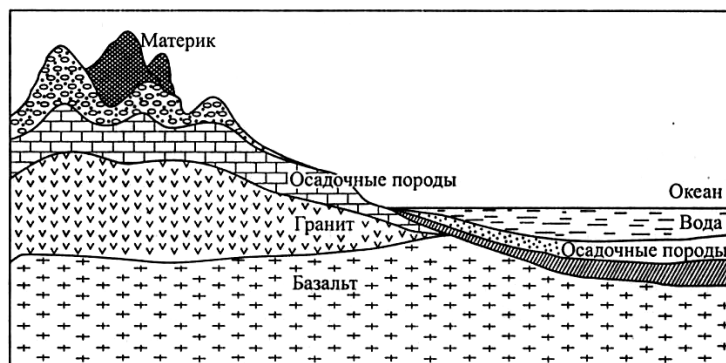 Материк
Осадочные породы
Океан
Гранит
Вода
Осадочные породы
Базальт